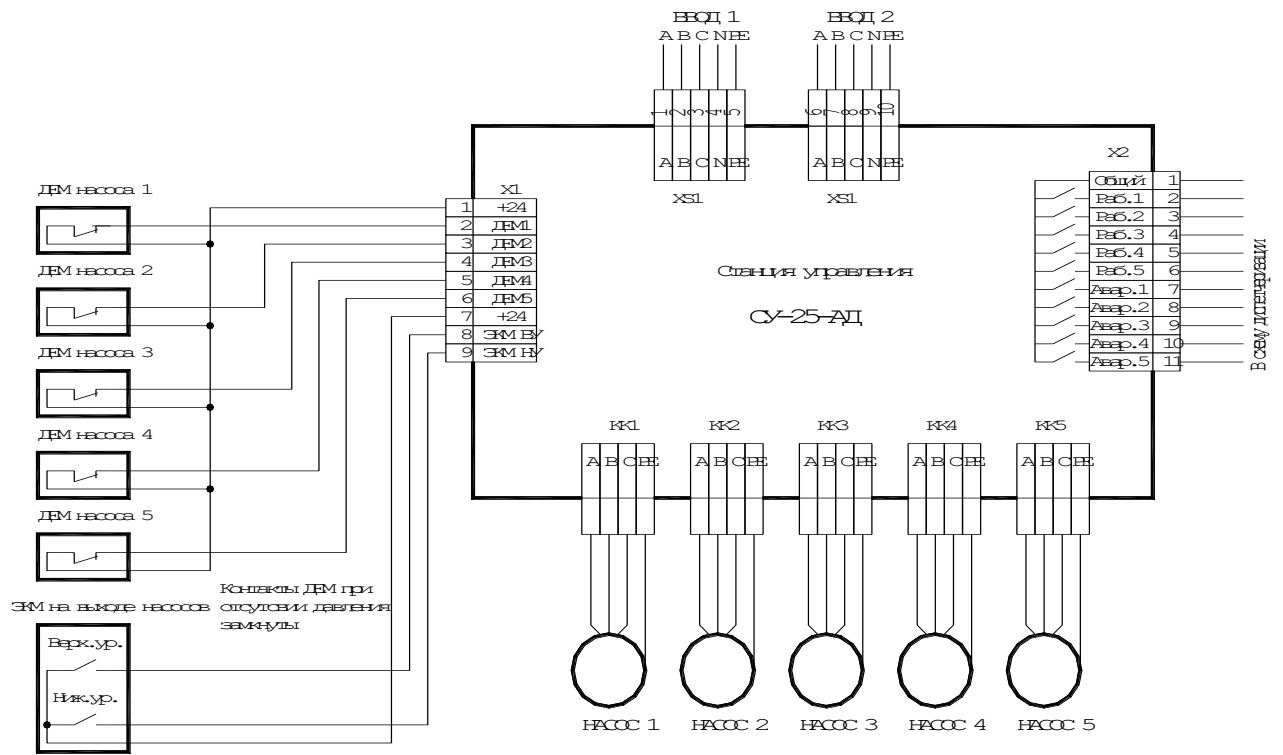 ВВОД 1
A B C N PE
1 2 3 4 5
A B C N PE
XS1
ВВОД 2
A B C N PE
6 7 8 9 10
A B C N PE
XS1
ДЕМ насоса 1
ДЕМ насоса 2
ДЕМ насоса 3
ДЕМ насоса 4
ДЕМ насоса 5
ЭКМ на выходе насосов
Верх.ур.
Ниж.ур.
Контакты ДЕМ при
отсутсвии давления
замкнуты
X1
1 +24
2 ДЕМ1
3 ДЕМ2
4 ДЕМ3
5 ДЕМ4
6 ДЕМ5
7 +24
8 ЭКМ ВУ
9 ЭКМ НУ
Станция управления
СУ-25-АД
X2
Общий 1
Раб.1 2
Раб.2 3
Раб.3 4
Раб.4 5
Раб.5 6
Авар.1 7
Авар.2 8
Авар.3 9
Авар.4 10
Авар.5 11
В схему диспетчеризации
КК1
A B C PE
НАСОС 1
КК2
A B C PE
НАСОС 2
КК3
A B C PE
НАСОС 3
КК4
A B C PE
НАСОС 4
КК5
A B C PE
НАСОС 5